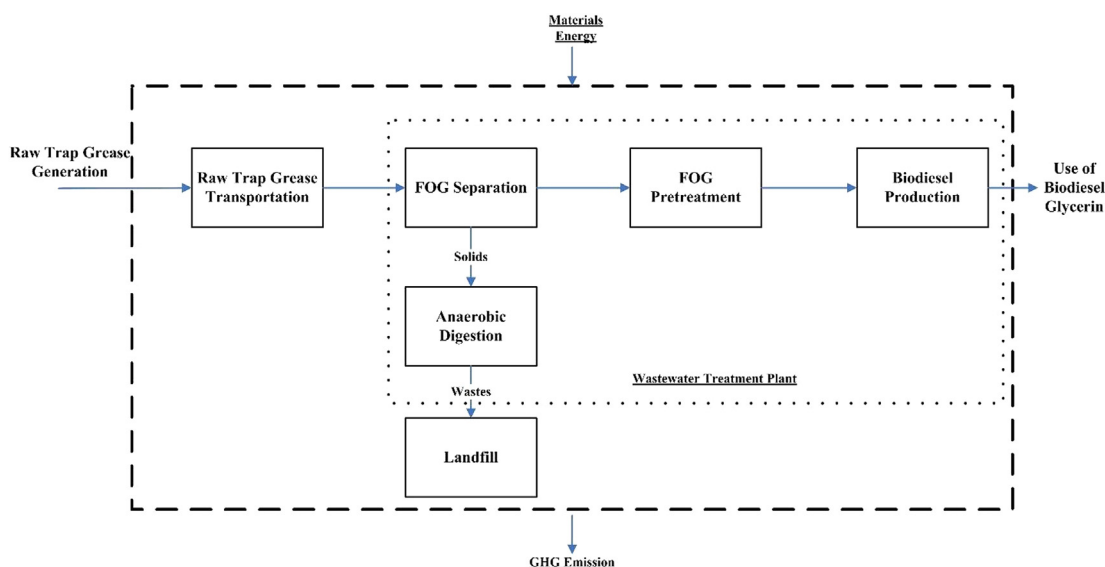 Materials
Energy
Raw Trap Grease
Generation
Raw Trap Grease
Transportation
FOG Separation
FOG
Pretreatment
Biodiesel
Production
Use of
Biodiesel
Glycerin
Solids
Anaerobic
Digestion
Wastewater Treatment Plant
Wastes
Landfill
GHG Emission